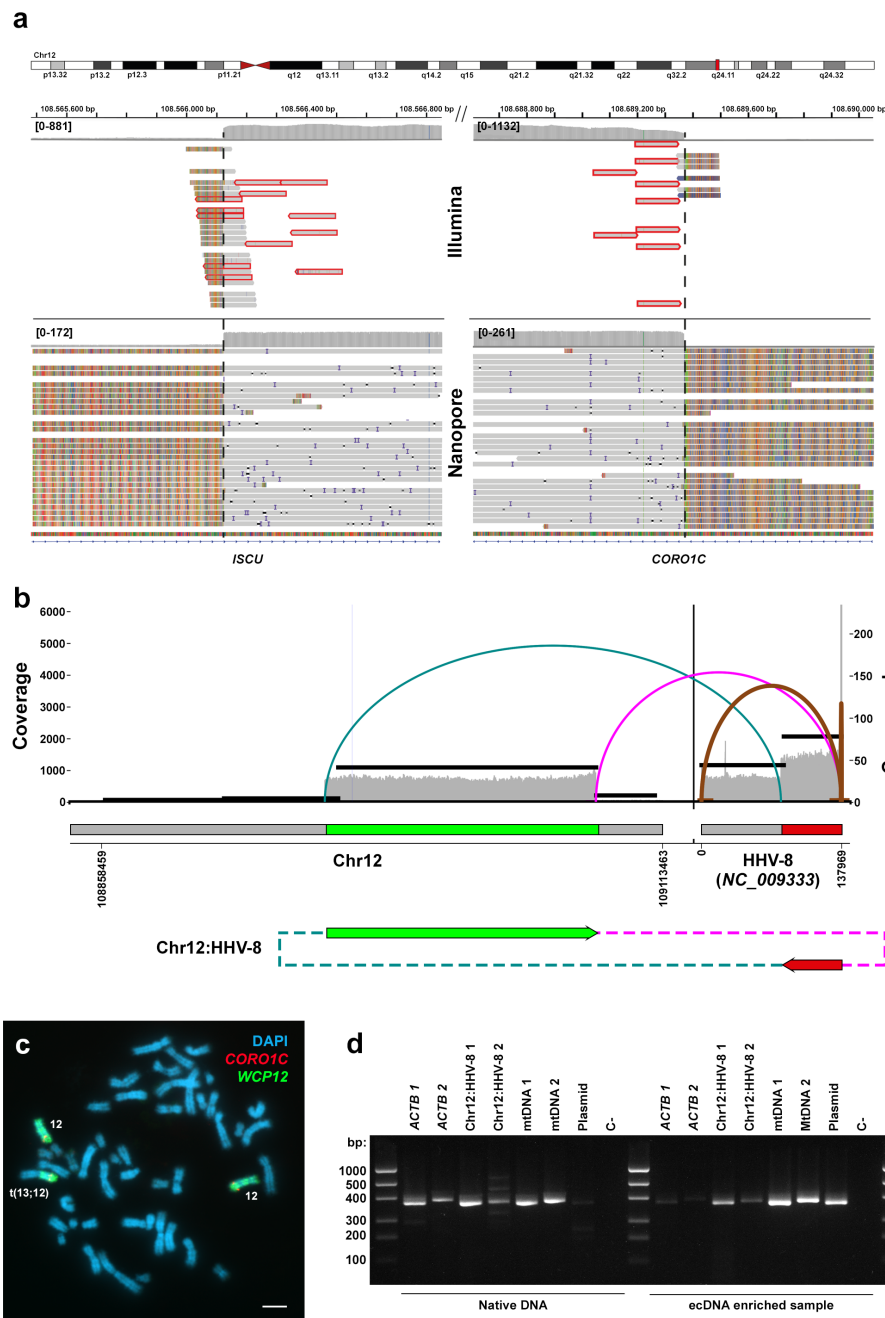 a
Chr12
p13.32 p13.2 p12.3 p11.21 q12 q13.11 q13.2 q14.2 q15 q21.2 q21.32 q22 q32.2 q24.11 q24.22 q24.32
108.565.600 bp 108.566.000 bp 108.566.400 bp 108.566.800 bp // 108.688.800 bp 108.689.200 bp 108.689.600 bp 108.690.000 bp
[0-881] [0-1132]
Illumina
[0-172] [0-261]
Nanopore
ISCU CORO1C
b
Coverage
6000
5000
4000
3000
2000
1000
0
200
150
100
50
0
108858459 109113463 0 137969
Chr12 HHV-8
(NC_009333)
Chr12:HHV-8
c
DAPI
CORO1C
WCP12
12
t(13;12)
12
d
ACTB 1 ACTB 2 Chr12:HHV-8 1 Chr12:HHV-8 2 mtDNA 1 mtDNA 2 Plasmid C- ACTB 1 ACTB 2 Chr12:HHV-8 1 Chr12:HHV-8 2 mtDNA 1 MtDNA 2 Plasmid C-
bp:
1000
500
400
300
200
100
Native DNA ecDNA enriched sample